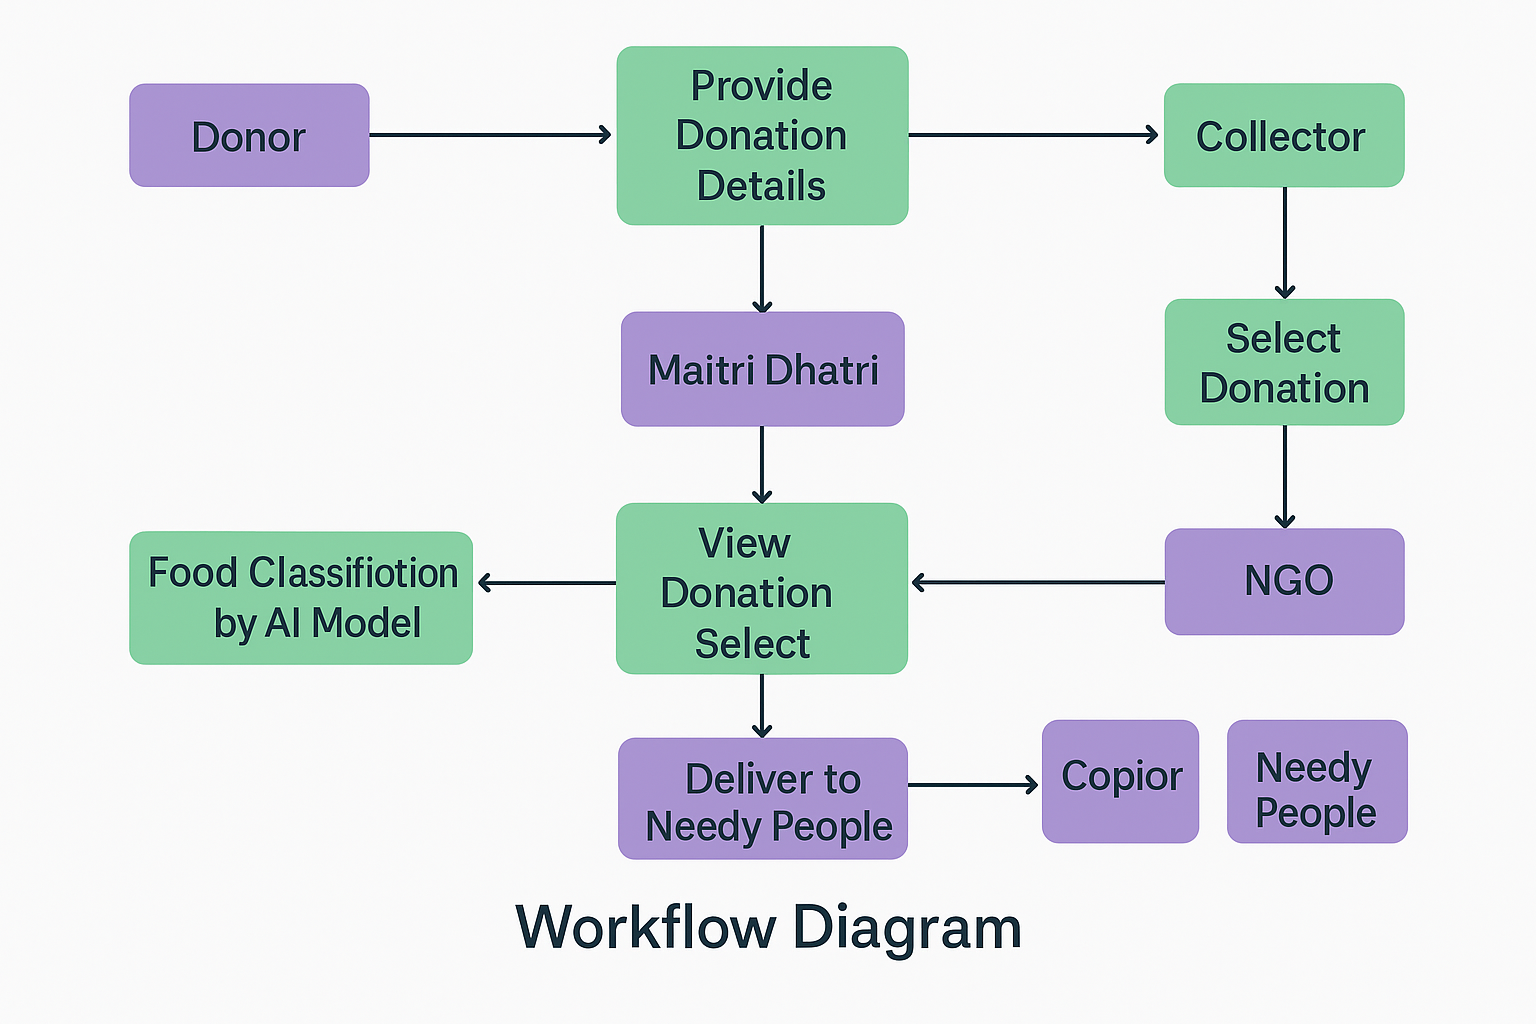 Donor
Provide
Donation
Details
Collector
Maitri Dhatri
Select
Donation
Food Classifiotion
by AI Model
View
Donation
Select
NGO
Deliver to
Needy People
Copior
Needy
People
Workflow Diagram